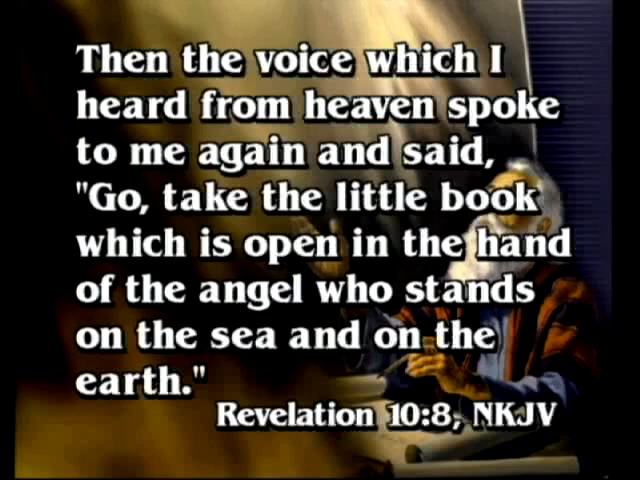 Then the voice which I
heard from heaven spoke
to me again and said,
"Go, take the little book
which is open in the hand
of the angel who stands
on the sea and on the
earth."
Revelation 10:8, NKJV